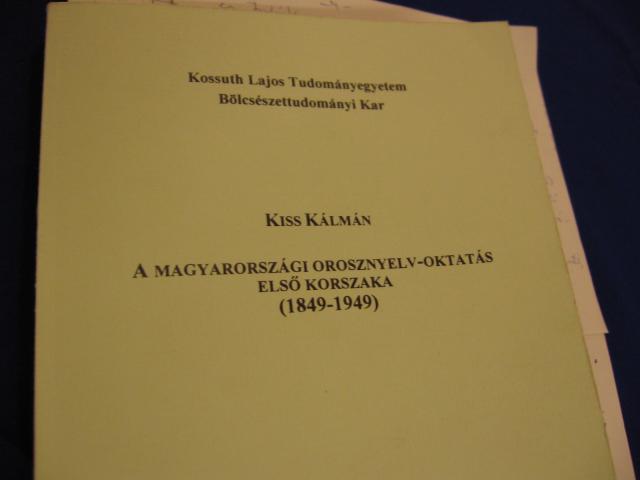 Kossuth Lajos Tudományegyetem
Bölcsészettudományi Kar
KISS KÁLMÁN
A MAGYARORSZÁGI OROSZNYELV-OKTATÁS
ELSŐ KORSZAKA
(1849-1949)